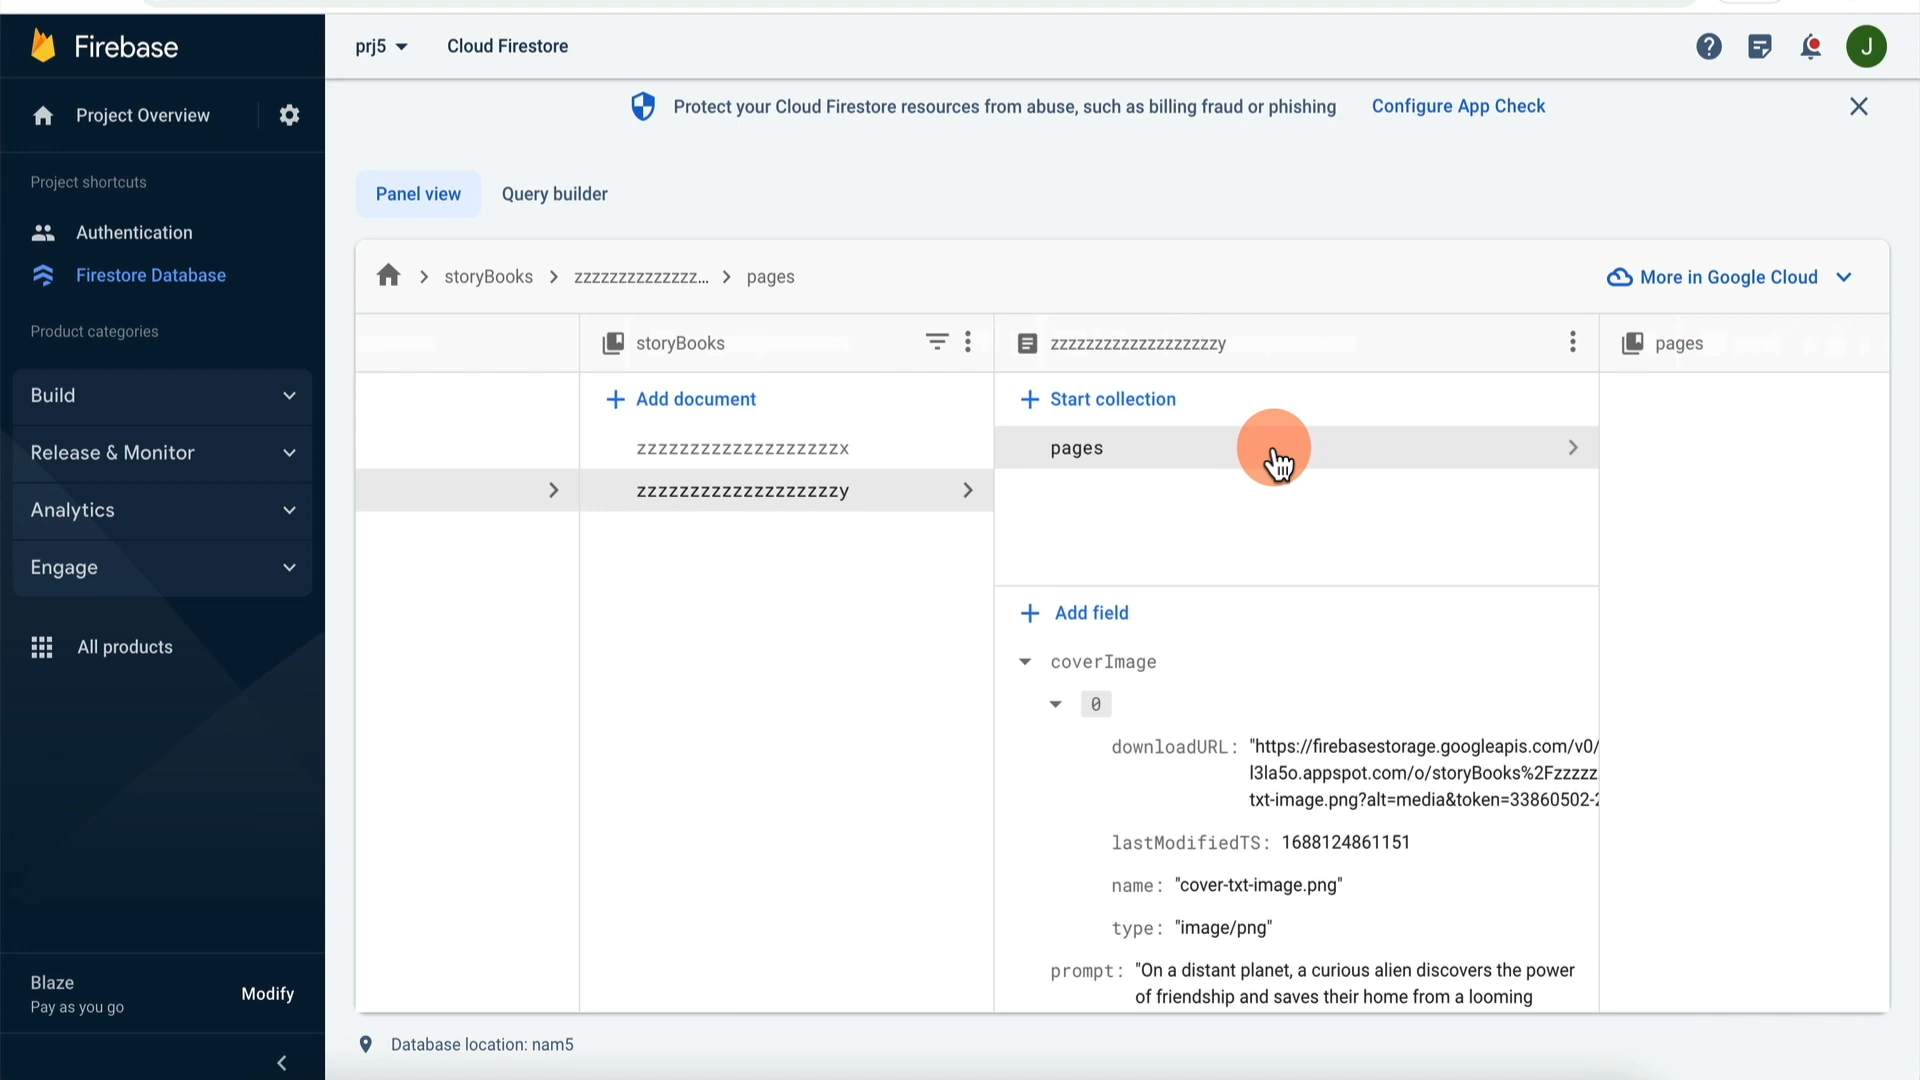 Firebase
prj5
Cloud Firestore
J
Project Overview
Protect your Cloud Firestore resources from abuse, such as billing fraud or phishing
Configure App Check
Project shortcuts
Authentication
Firestore Database
Product categories
Build
Release & Monitor
Analytics
Engage
All products
Blaze
Pay as you go
Modify
Panel view
Query builder
storyBooks
zzzzzzzzzzzzzz...
pages
More in Google Cloud
storyBooks
Add document
zzzzzzzzzzzzzzzzzzzx
zzzzzzzzzzzzzzzzzzzy
zzzzzzzzzzzzzzzzzzzy
Start collection
pages
Add field
coverImage
0
downloadURL: "https://firebasestorage.googleapis.com/v0/
l3la5o.appspot.com/o/storyBooks%2Fzzzzz
txt-image.png?alt=media&token=33860502-2
lastModifiedTS: 1688124861151
name: "cover-txt-image.png"
type: "image/png"
prompt: "On a distant planet, a curious alien discovers the power
of friendship and saves their home from a looming
pages
Database location: nam5